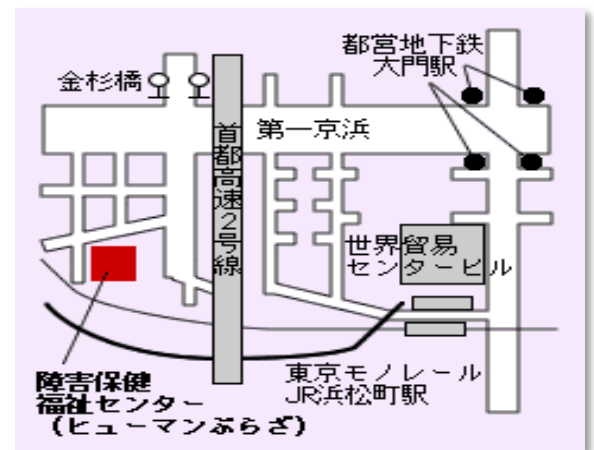 都営地下鉄
大門駅
金杉橋
第一京浜
首都高速2号線
世界貿易
センタービル
東京モノレール
JR浜松町駅
障害保健
福祉センター
(ヒューマンぷらざ)